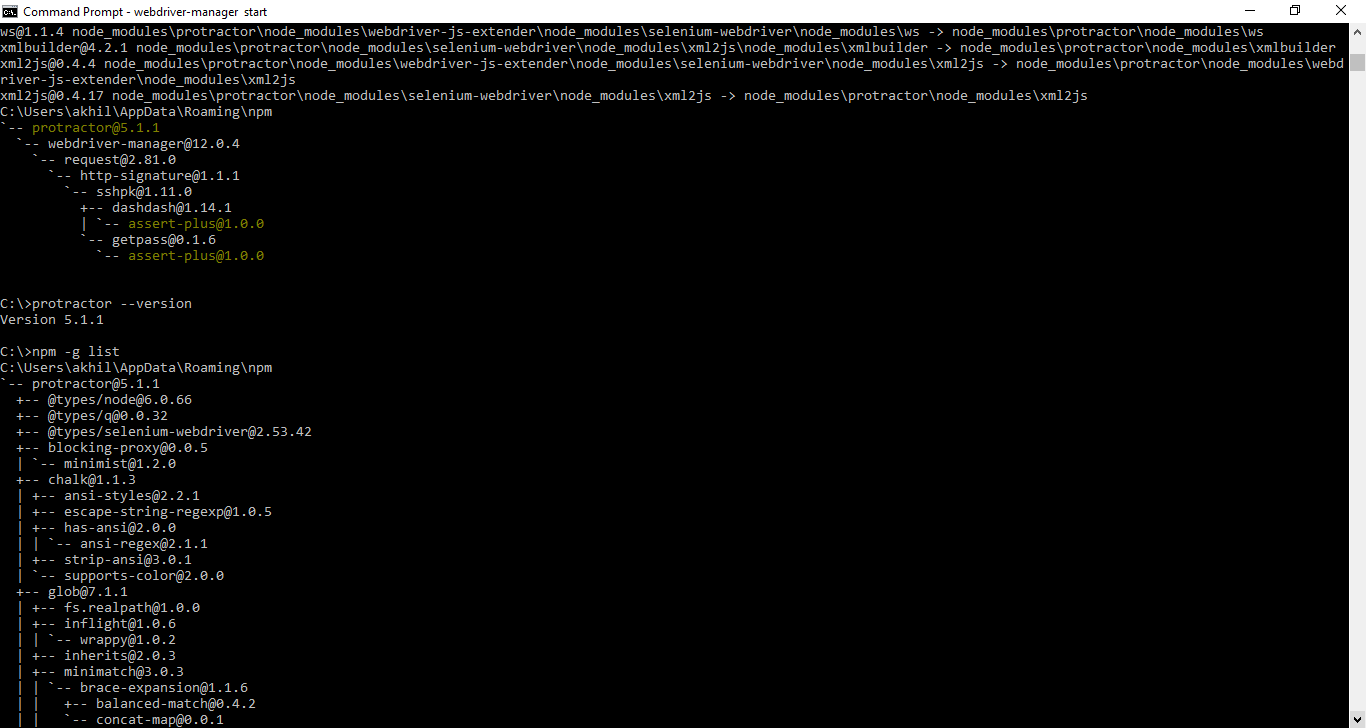 Command Prompt - webdriver-manager start
ws@1.1.4 node_modules\protractor\node_modules\webdriver-js-extender\node_modules\selenium-webdriver\node_modules\ws -> node_modules\protractor\node_modules\ws
xmlbuilder@4.2.1 node_modules\protractor\node_modules\selenium-webdriver\node_modules\xml2js\node_modules\xmlbuilder -> node_modules\protractor\node_modules\xmlbuilder
xml2js@0.4.4 node_modules\protractor\node_modules\webdriver-js-extender\node_modules\selenium-webdriver\node_modules\xml2js -> node_modules\protractor\node_modules\webd
river-js-extender\node_modules\xml2js
xml2js@0.4.17 node_modules\protractor\node_modules\selenium-webdriver\node_modules\xml2js -> node_modules\protractor\node_modules\xml2js
C:\Users\akhil\AppData\Roaming\npm
`-- protractor@5.1.1
  `-- webdriver-manager@12.0.4
    `-- request@2.81.0
      `-- http-signature@1.1.1
        `-- sshpk@1.11.0
          +-- dashdash@1.14.1
          | `-- assert-plus@1.0.0
          `-- getpass@0.1.6
            `-- assert-plus@1.0.0
C:\>protractor --version
Version 5.1.1
C:\>npm -g list
C:\Users\akhil\AppData\Roaming\npm
`-- protractor@5.1.1
  +-- @types/node@6.0.66
  +-- @types/q@0.0.32
  +-- @types/selenium-webdriver@2.53.42
  +-- blocking-proxy@0.0.5
  | `-- minimist@1.2.0
  +-- chalk@1.1.3
  | +-- ansi-styles@2.2.1
  | +-- escape-string-regexp@1.0.5
  | +-- has-ansi@2.0.0
  | | `-- ansi-regex@2.1.1
  | +-- strip-ansi@3.0.1
  | `-- supports-color@2.0.0
  +-- glob@7.1.1
  | +-- fs.realpath@1.0.0
  | +-- inflight@1.0.6
  | | `-- wrappy@1.0.2
  | +-- inherits@2.0.3
  | +-- minimatch@3.0.3
  | | `-- brace-expansion@1.1.6
  | |   +-- balanced-match@0.4.2
  | |   `-- concat-map@0.0.1